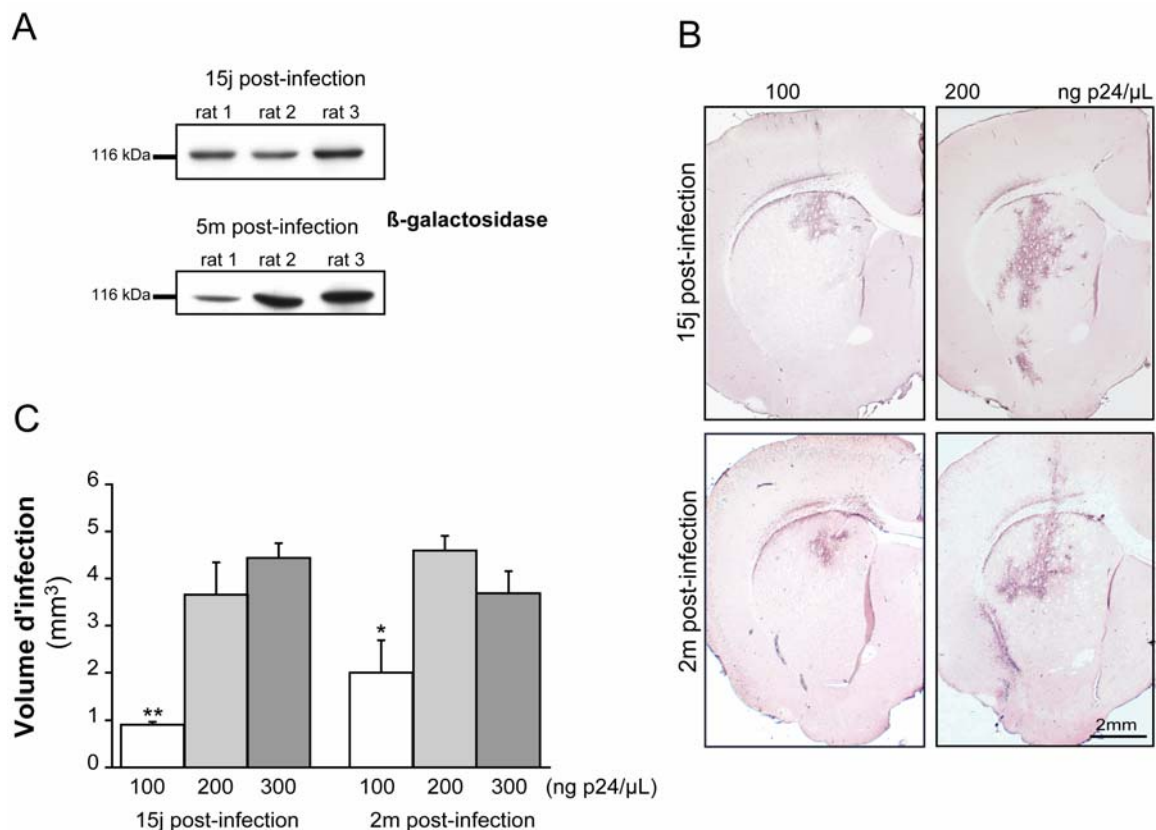 A
15j post-infection
rat 1 rat 2 rat 3
116 kDa
5m post-infection
ß-galactosidase
rat 1 rat 2 rat 3
116 kDa
B
100 200 ng p24/µL
15j post-infection
2m post-infection
2mm
C
Volume d'infection
(mm³)
6
5
4
3
2
1
0
**
*
100 200 300 100 200 300 (ng p24/µL)
15j post-infection 2m post-infection